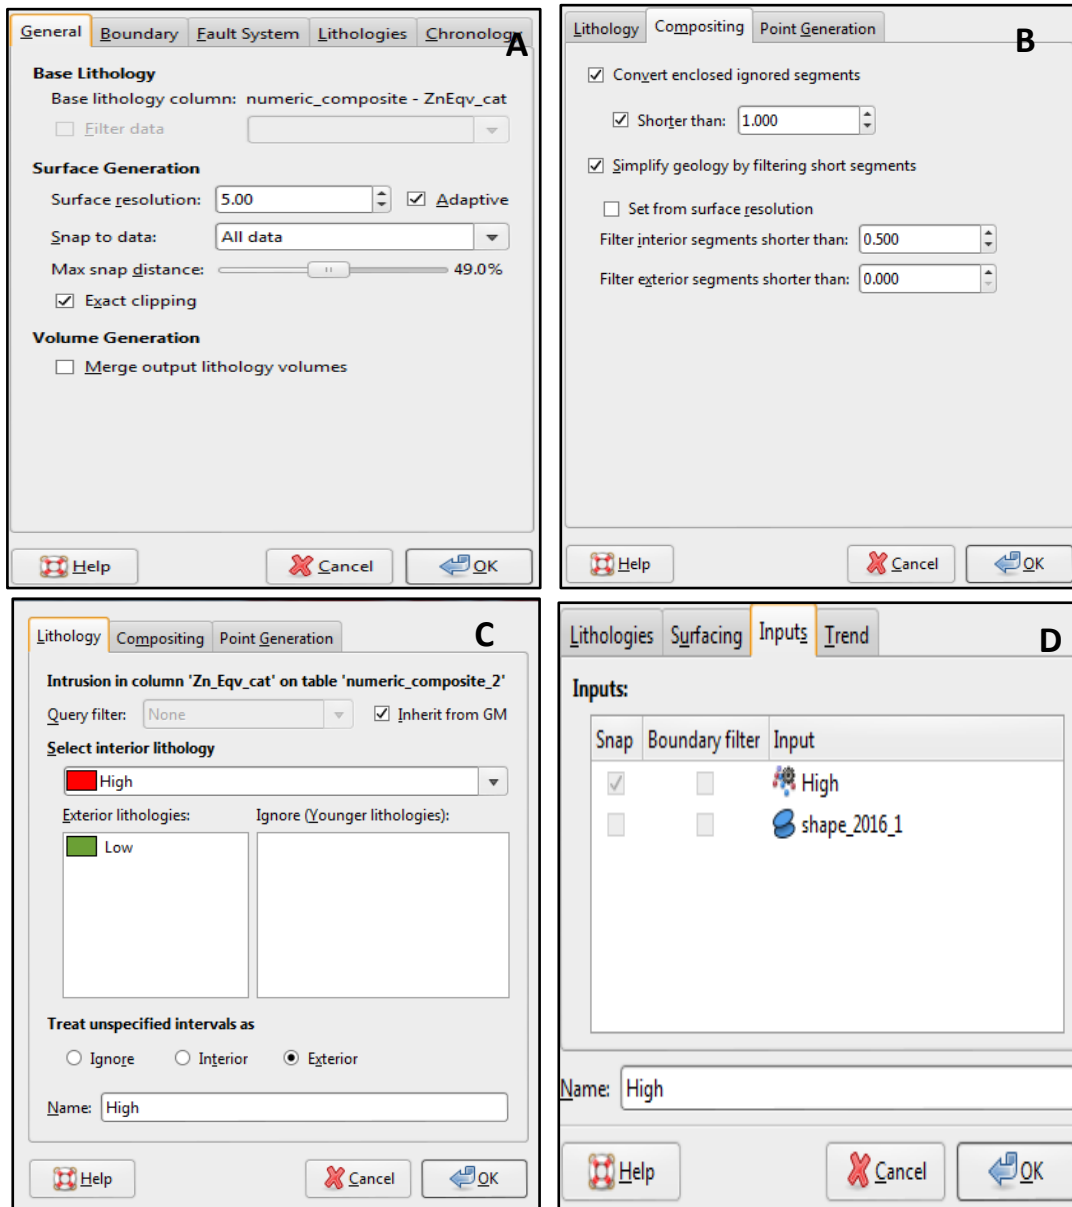 General Boundary Fault System Lithologies Chronology
A
Base Lithology
Base lithology column: numeric_composite - ZnEqv_cat
Filter data
Surface Generation
Surface resolution: 5.00 Adaptive
Snap to data: All data
Max snap distance: 49.0%
Exact clipping
Volume Generation
Merge output lithology volumes
Help Cancel OK
Lithology Compositing Point Generation
B
Convert enclosed ignored segments
Shorter than: 1.000
Simplify geology by filtering short segments
Set from surface resolution
Filter interior segments shorter than: 0.500
Filter exterior segments shorter than: 0.000
Help Cancel OK
Lithology Compositing Point Generation
C
Intrusion in column 'Zn_Eqv_cat' on table 'numeric_composite_2'
Query filter: None Inherit from GM
Select interior lithology
High
Exterior lithologies: Ignore (Younger lithologies):
Low
Treat unspecified intervals as
Ignore Interior Exterior
Name: High
Help Cancel OK
Lithologies Surfacing Inputs Trend
D
Inputs:
Snap Boundary filter Input
High
shape_2016_1
Name: High
Help Cancel OK